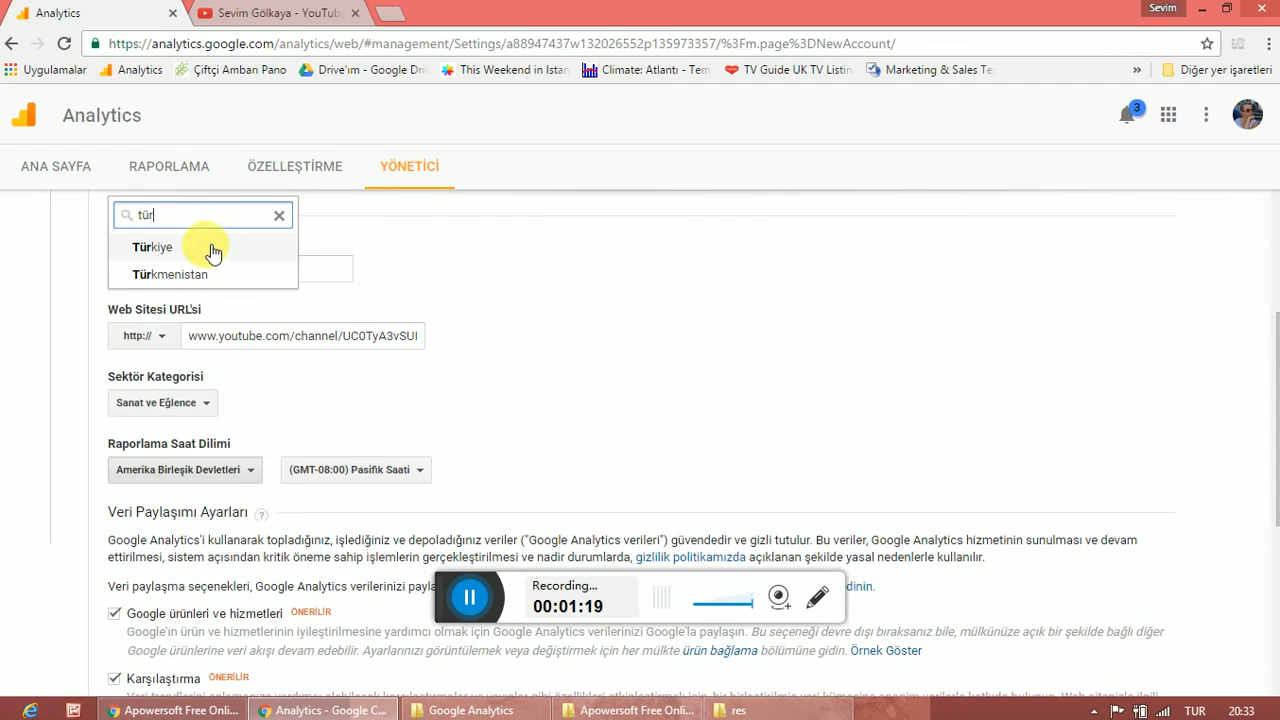 Analytics
Sevim Gölkaya - YouTub
Sevim
https://analytics.google.com/analytics/web/#management/Settings/a88947437w132026552p135973357/%3Fm.page%3DNewAccount/
Uygulamalar
Analytics
Çiftçi Ambarı Pano
Drive'ım - Google Dri
This Weekend in Istan
Climate: Atlantı - Tem
TV Guide UK TV Listin
Marketing & Sales Te
»
Diğer yer işaretleri
Analytics
3
ANA SAYFA
RAPORLAMA
ÖZELLEŞTİRME
YÖNETİCİ
tür
Türkiye
Türkmenistan
Web Sitesi URL'si
http://
www.youtube.com/channel/UC0TyA3vSUI
Sektör Kategorisi
Sanat ve Eğlence
Raporlama Saat Dilimi
Amerika Birleşik Devletleri
(GMT-08:00) Pasifik Saati
Veri Paylaşımı Ayarları ?
Google Analytics'i kullanarak topladığınız, işlediğiniz ve depoladığınız veriler ("Google Analytics verileri") güvendedir ve gizli tutulur. Bu veriler, Google Analytics hizmetinin sunulması ve devam
ettirilmesi, sistem açısından kritik öneme sahip işlemlerin gerçekleştirilmesi ve nadir durumlarda, gizlilik politikamızda açıklanan şekilde yasal nedenlerle kullanılır.
Veri paylaşma seçenekleri, Google Analytics verilerinizi payl
dinin.
Recording...
00:01:19
Google ürünleri ve hizmetleri ÖNERİLİR
Google'ın ürün ve hizmetlerinin iyileştirilmesine yardımcı olmak için Google Analytics verilerinizi Google'la paylaşın. Bu seçeneği devre dışı bıraksanız bile, mülkünüze açık bir şekilde bağlı diğer
Google ürünlerine veri akışı devam edebilir. Ayarlarınızı görüntülemek veya değiştirmek için her mülkte ürün bağlama bölümüne gidin. Örnek Göster
Karşılaştırma ÖNERİLİR
Apowersoft Free Onli...
Analytics - Google C...
Google Analytics
Apowersoft Free Onli...
res
TUR
20:33